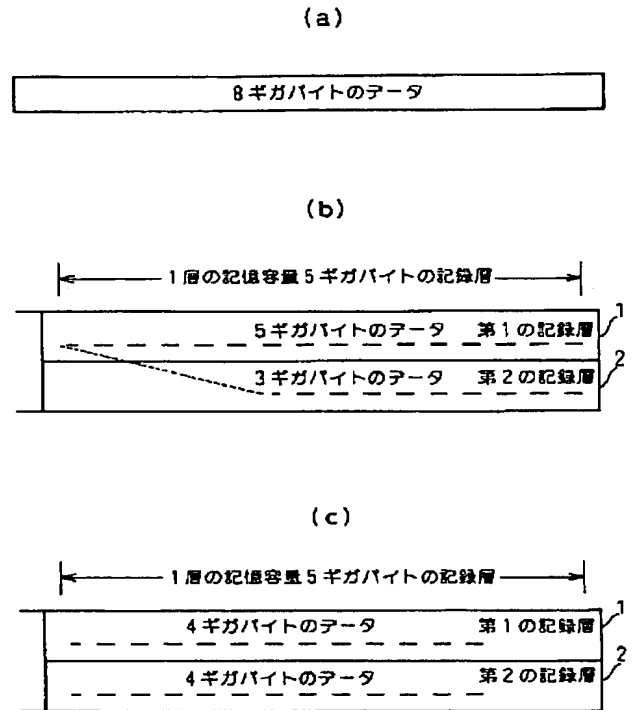 (a)
8ギガバイトのデータ
(b)
1層の記憶容量5ギガバイトの記録層
5ギガバイトのデータ 第1の記録層 1
3ギガバイトのデータ 第2の記録層 2
(c)
1層の記憶容量5ギガバイトの記録層
4ギガバイトのデータ 第1の記録層 1
4ギガバイトのデータ 第2の記録層 2